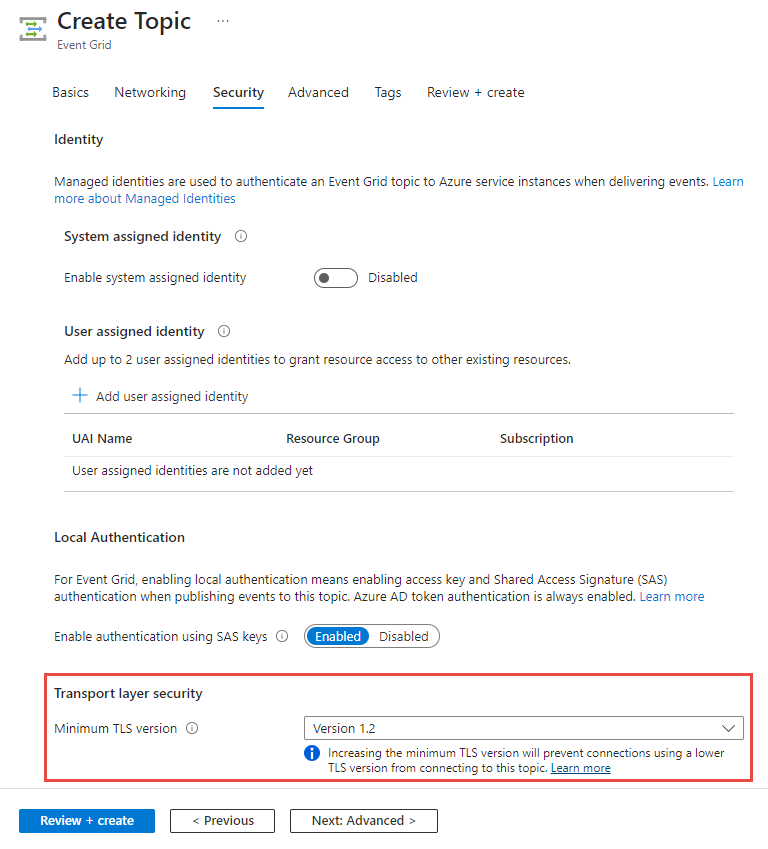 Create Topic ...
Event Grid
Basics Networking Security Advanced Tags Review + create
Identity
Managed identities are used to authenticate an Event Grid topic to Azure service instances when delivering events. Learn
more about Managed Identities
System assigned identity
Enable system assigned identity Disabled
User assigned identity
Add up to 2 user assigned identities to grant resource access to other existing resources.
+ Add user assigned identity
UAI Name Resource Group Subscription
User assigned identities are not added yet
Local Authentication
For Event Grid, enabling local authentication means enabling access key and Shared Access Signature (SAS)
authentication when publishing events to this topic. Azure AD token authentication is always enabled. Learn more
Enable authentication using SAS keys Enabled Disabled
Transport layer security
Minimum TLS version Version 1.2
Increasing the minimum TLS version will prevent connections using a lower
TLS version from connecting to this topic. Learn more
Review + create < Previous Next: Advanced >